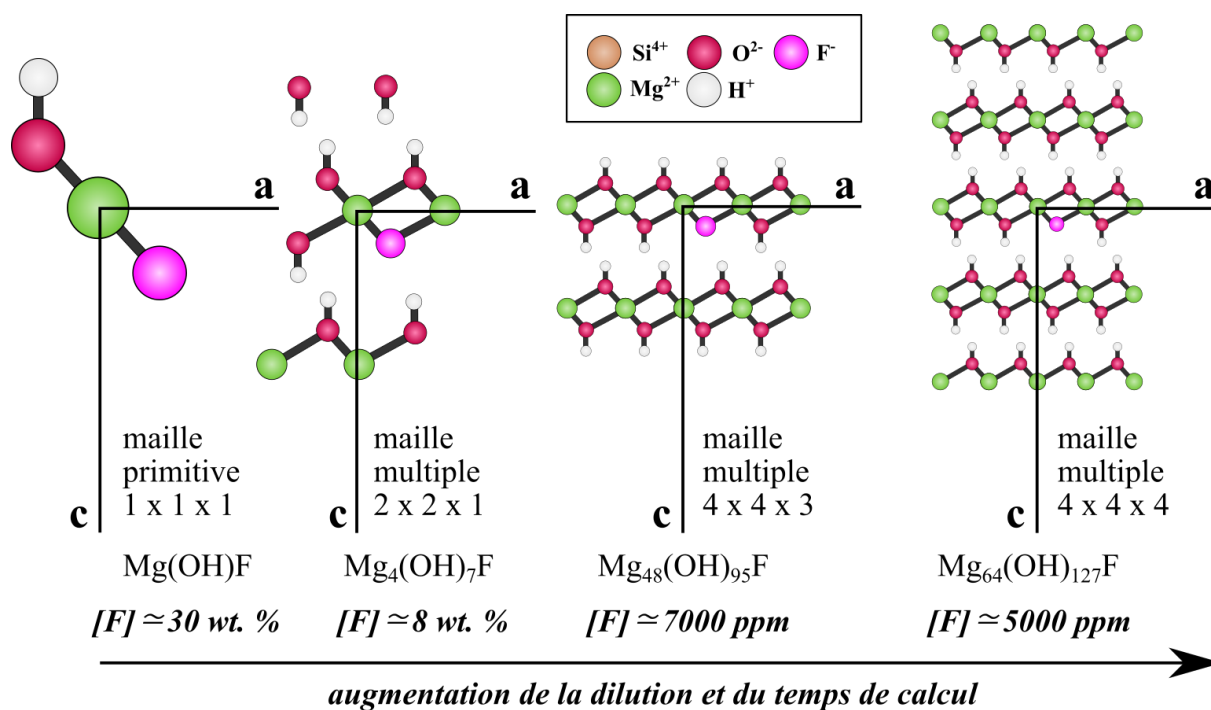 Si⁴⁺ O²⁻ F⁻
Mg²⁺ H⁺
a
a
a
a
maille
primitive
1 x 1 x 1
c
maille
multiple
2 x 2 x 1
c
maille
multiple
4 x 4 x 3
c
maille
multiple
4 x 4 x 4
c
Mg(OH)F
Mg₄(OH)₇F
Mg₄₈(OH)₉₅F
Mg₆₄(OH)₁₂₇F
[F] ≃ 30 wt. %
[F] ≃ 8 wt. %
[F] ≃ 7000 ppm
[F] ≃ 5000 ppm
augmentation de la dilution et du temps de calcul